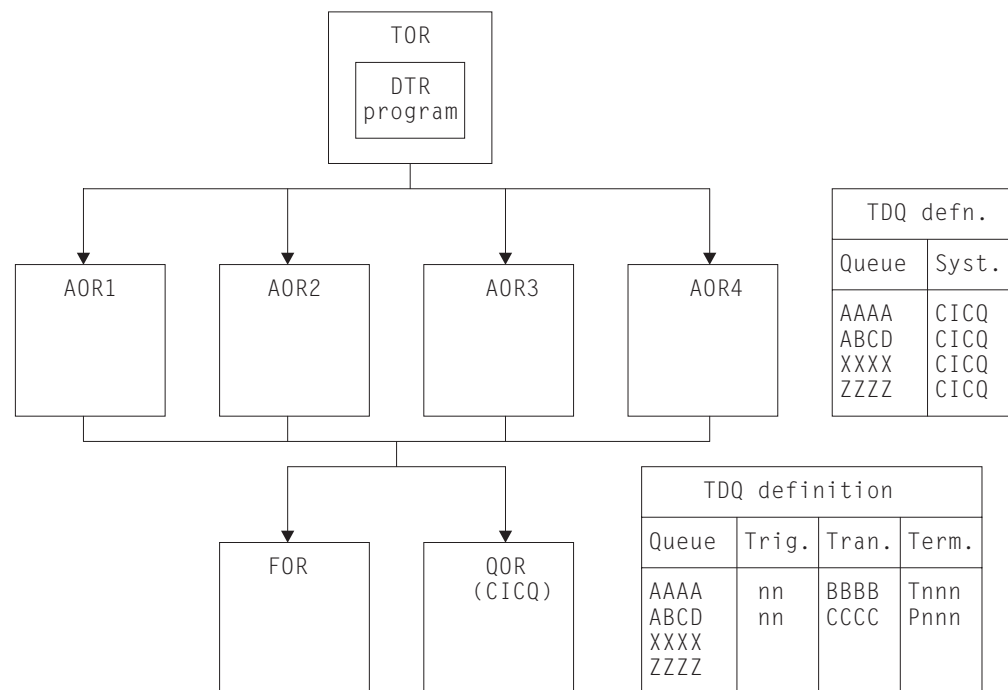 TOR
DTR
program
AOR1 AOR2 AOR3 AOR4
TDQ defn.
Queue Syst.
AAAA CICQ
ABCD CICQ
XXXX CICQ
ZZZZ CICQ
FOR QOR
(CICQ)
TDQ definition
Queue Trig. Tran. Term.
AAAA nn BBBB Tnnn
ABCD nn CCCC Pnnn
XXXX
ZZZZ